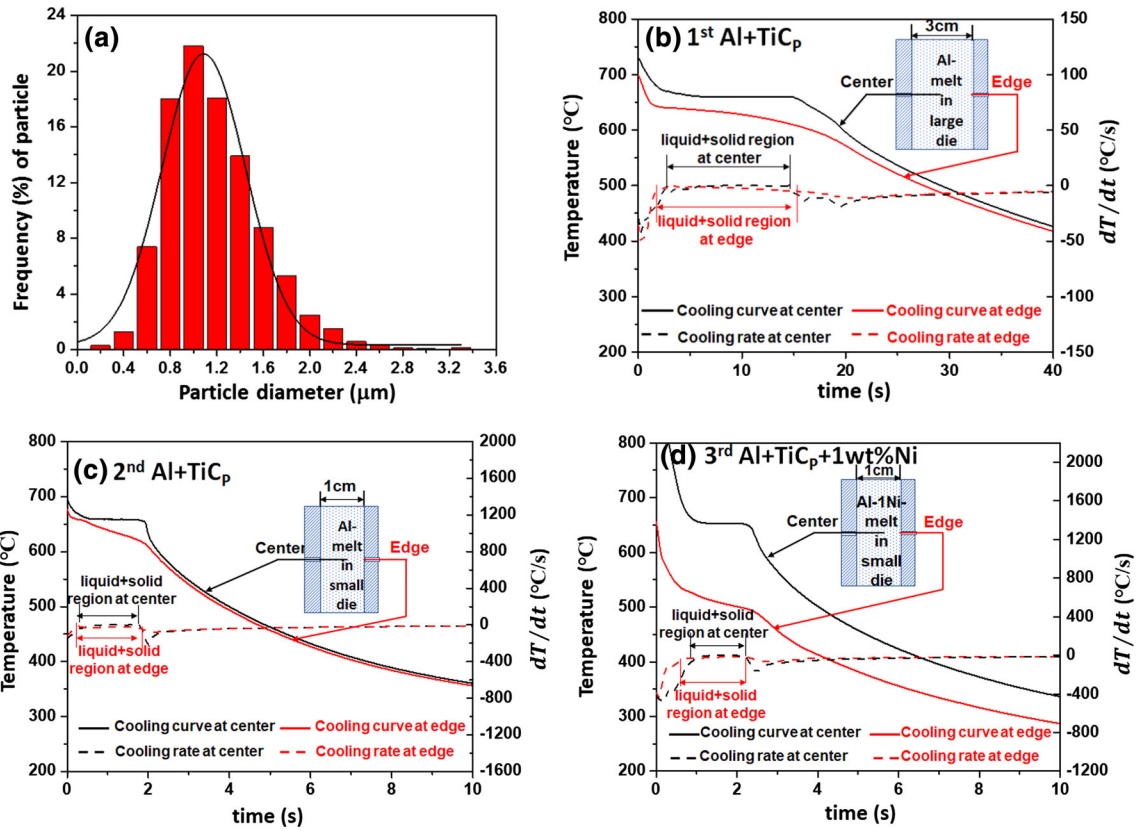 (a)
Frequency (%) of particle
24
21
18
15
12
9
6
3
0
0.0 0.4 0.8 1.2 1.6 2.0 2.4 2.8 3.2 3.6
Particle diameter (μm)
(b) 1st Al+TiCP
Temperature (°C)
800
700
600
500
400
300
200
150
100
50
0
-50
-100
-150
dT/dt (°C/s)
3cm
Al-
melt
in
large
die
Center
Edge
liquid+solid region
at center
liquid+solid region
at edge
Cooling curve at center
Cooling curve at edge
Cooling rate at center
Cooling rate at edge
0 10 20 30 40
time (s)
(c) 2nd Al+TiCP
Temperature (°C)
800
700
600
500
400
300
200
2000
1600
1200
800
400
0
-400
-800
-1200
-1600
dT/dt (°C/s)
1cm
Al-
melt
in
small
die
Center
Edge
liquid+solid
region at center
liquid+solid
region at edge
Cooling curve at center
Cooling curve at edge
Cooling rate at center
Cooling rate at edge
0 2 4 6 8 10
time (s)
(d) 3rd Al+TiCP+1wt%Ni
Temperature (°C)
800
700
600
500
400
300
200
2000
1600
1200
800
400
0
-400
-800
-1200
dT/dt (°C/s)
1cm
Al-1Ni-
melt
in
small
die
Center
Edge
liquid+solid
region at center
liquid+solid
region at edge
Cooling curve at center
Cooling curve at edge
Cooling rate at center
Cooling rate at edge
0 2 4 6 8 10
time (s)